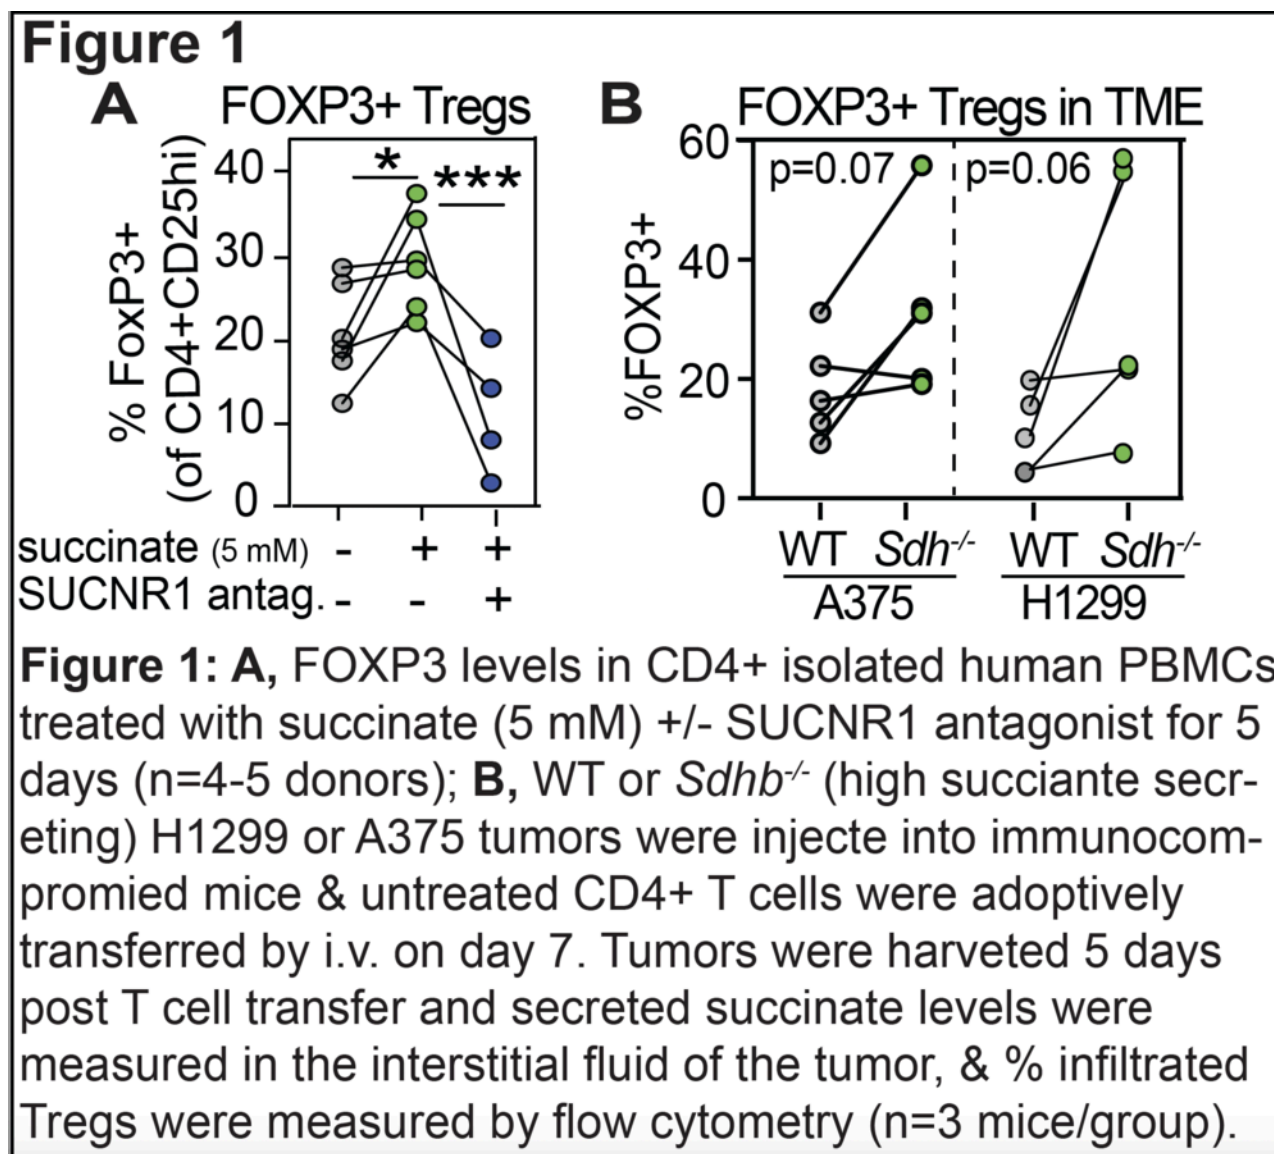 Figure 1
A FOXP3+ Tregs
% FoxP3+
(of CD4+CD25hi)
40
30
20
10
0
*
***
succinate (5 mM) - + +
SUCNR1 antag. - - +
B FOXP3+ Tregs in TME
%FOXP3+
60
40
20
0
p=0.07 p=0.06
WT Sdh-/- WT Sdh-/-
A375 H1299
Figure 1: A, FOXP3 levels in CD4+ isolated human PBMCs
treated with succinate (5 mM) +/- SUCNR1 antagonist for 5
days (n=4-5 donors); B, WT or Sdhb-/- (high succiante secr-
eting) H1299 or A375 tumors were injecte into immunocom-
promied mice & untreated CD4+ T cells were adoptively
transferred by i.v. on day 7. Tumors were harveted 5 days
post T cell transfer and secreted succinate levels were
measured in the interstitial fluid of the tumor, & % infiltrated
Tregs were measured by flow cytometry (n=3 mice/group).